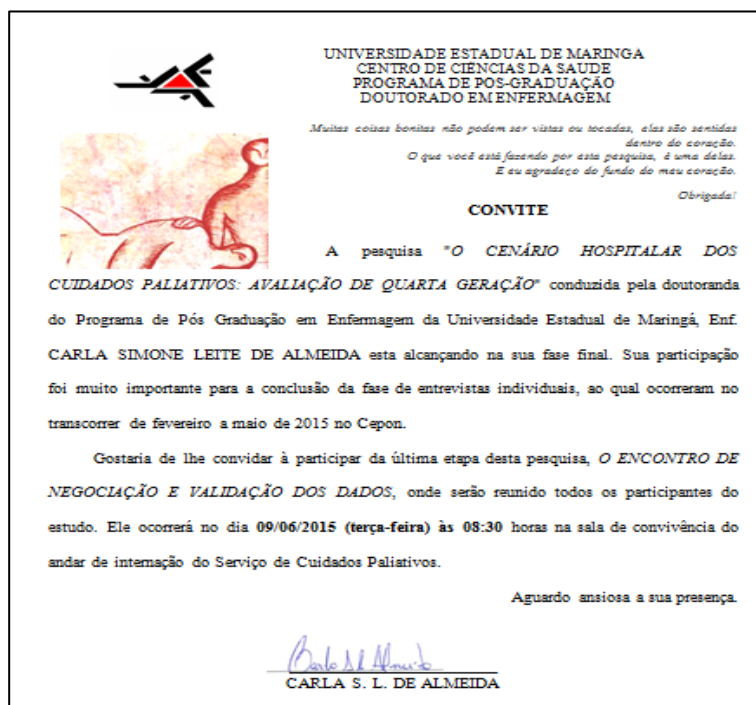 UNIVERSIDADE ESTADUAL DE MARINGA
CENTRO DE CIÊNCIAS DA SAUDE
PROGRAMA DE POS-GRADUAÇÃO
DOUTORADO EM ENFERMAGEM
Muitas coisas bonitas não podem ser vistas ou tocadas, elas são sentidas
dentro do coração.
O que você está fazendo por esta pesquisa, é uma delas.
E eu agradeço do fundo do meu coração.
Obrigada!
CONVITE
A pesquisa "O CENÁRIO HOSPITALAR DOS
CUIDADOS PALIATIVOS: AVALIAÇÃO DE QUARTA GERAÇÃO" conduzida pela doutoranda
do Programa de Pós Graduação em Enfermagem da Universidade Estadual de Maringá, Enf.
CARLA SIMONE LEITE DE ALMEIDA esta alcançando na sua fase final. Sua participação
foi muito importante para a conclusão da fase de entrevistas individuais, ao qual ocorreram no
transcorrer de fevereiro a maio de 2015 no Cepon.
Gostaria de lhe convidar à participar da última etapa desta pesquisa, O ENCONTRO DE
NEGOCIAÇÃO E VALIDAÇÃO DOS DADOS, onde serão reunido todos os participantes do
estudo. Ele ocorrerá no dia 09/06/2015 (terça-feira) às 08:30 horas na sala de convivência do
andar de internação do Serviço de Cuidados Paliativos.
Aguardo ansiosa a sua presença.
CARLA S. L. DE ALMEIDA